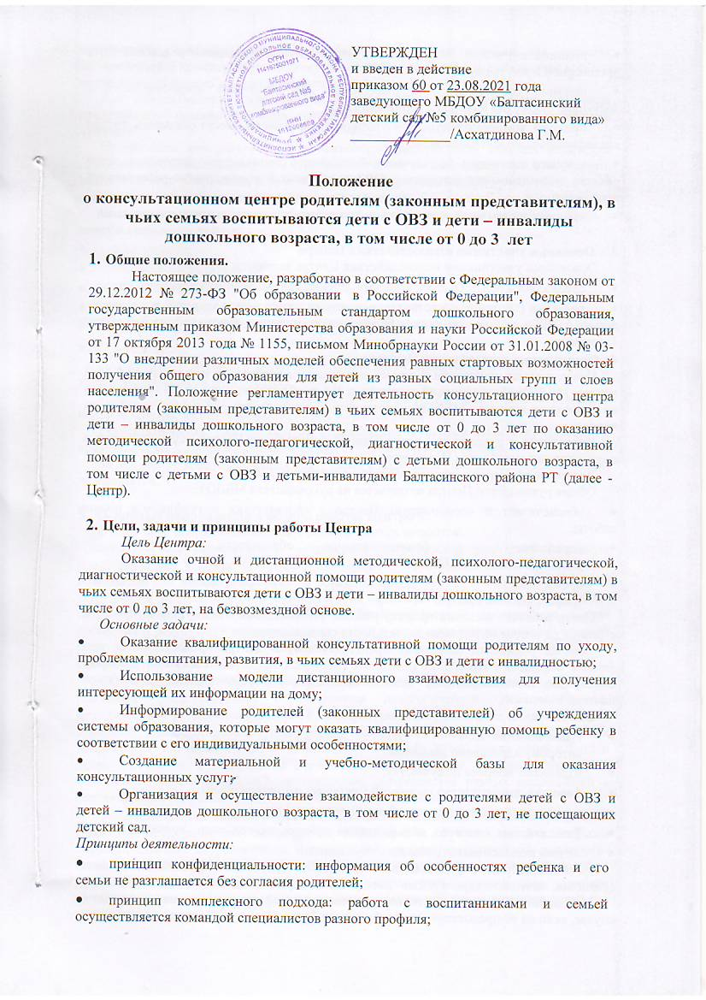 ИСПОЛНИТЕЛЬНЫЙ КОМИТЕТ БАЛТАСИНСКОГО МУНИЦИПАЛЬНОГО РАЙОНА РЕСПУБЛИКИ ТАТАРСТАН
МУНИЦИПАЛЬНОЕ БЮДЖЕТНОЕ ДОШКОЛЬНОЕ ОБРАЗОВАТЕЛЬНОЕ УЧРЕЖДЕНИЕ
ОГРН
МБДОУ
"Балтасинский
детский сад №5
комбинированного вида"
ИНН
УТВЕРЖДЕН
и введен в действие
приказом 60 от 23.08.2021 года
заведующего МБДОУ «Балтасинский
детский сад №5 комбинированного вида»
______________/Асхатдинова Г.М.
Положение
о консультационном центре родителям (законным представителям), в
чьих семьях воспитываются дети с ОВЗ и дети – инвалиды
дошкольного возраста, в том числе от 0 до 3 лет
1. Общие положения.
Настоящее положение, разработано в соответствии с Федеральным законом от
29.12.2012 № 273-ФЗ "Об образовании в Российской Федерации", Федеральным
государственным образовательным стандартом дошкольного образования,
утвержденным приказом Министерства образования и науки Российской Федерации
от 17 октября 2013 года № 1155, письмом Минобрнауки России от 31.01.2008 № 03-
133 "О внедрении различных моделей обеспечения равных стартовых возможностей
получения общего образования для детей из разных социальных групп и слоев
населения". Положение регламентирует деятельность консультационного центра
родителям (законным представителям) в чьих семьях воспитываются дети с ОВЗ и
дети – инвалиды дошкольного возраста, в том числе от 0 до 3 лет по оказанию
методической психолого-педагогической, диагностической и консультативной
помощи родителям (законным представителям) с детьми дошкольного возраста, в
том числе с детьми с ОВЗ и детьми-инвалидами Балтасинского района РТ (далее -
Центр).
2. Цели, задачи и принципы работы Центра
Цель Центра:
Оказание очной и дистанционной методической, психолого-педагогической,
диагностической и консультационной помощи родителям (законным представителям) в
чьих семьях воспитываются дети с ОВЗ и дети – инвалиды дошкольного возраста, в том
числе от 0 до 3 лет, на безвозмездной основе.
Основные задачи:
• Оказание квалифицированной консультативной помощи родителям по уходу,
проблемам воспитания, развития, в чьих семьях дети с ОВЗ и дети с инвалидностью;
• Использование модели дистанционного взаимодействия для получения
интересующей их информации на дому;
• Информирование родителей (законных представителей) об учреждениях
системы образования, которые могут оказать квалифицированную помощь ребенку в
соответствии с его индивидуальными особенностями;
• Создание материальной и учебно-методической базы для оказания
консультационных услуг;
• Организация и осуществление взаимодействие с родителями детей с ОВЗ и
детей – инвалидов дошкольного возраста, в том числе от 0 до 3 лет, не посещающих
детский сад.
Принципы деятельности:
• принцип конфиденциальности: информация об особенностях ребенка и его
семьи не разглашается без согласия родителей;
• принцип комплексного подхода: работа с воспитанниками и семьей
осуществляется командой специалистов разного профиля;